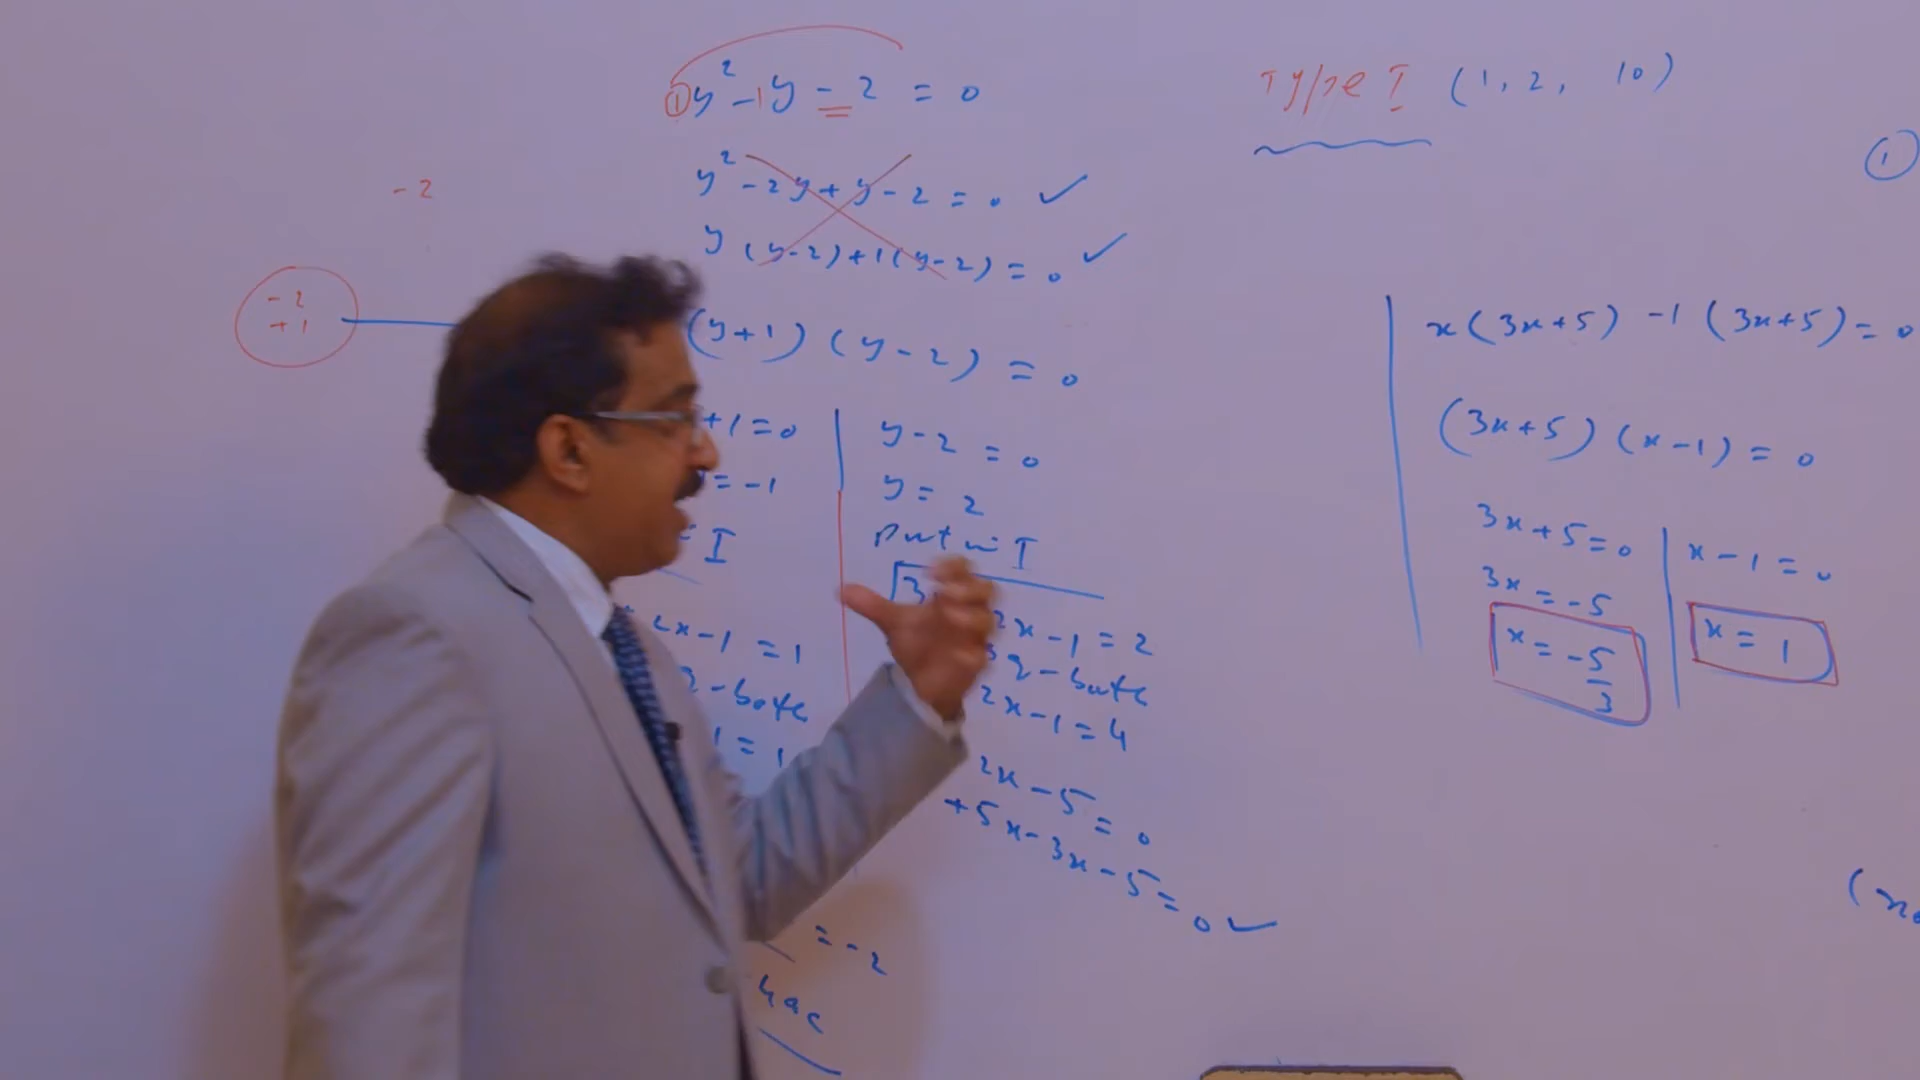 ①y² -1y - 2 = 0
Type I (1, 2, 10)
①
y² - 2y + y - 2 = 0 ✓
y (y-2) + 1 (y-2) = 0 ✓
-2
-2
+1
(y+1) (y-2) = 0
+1 = 0
= -1
I
2x-1 = 1
1 = 1
= -2
4ac
y-2 = 0
y = 2
Put in I
2x-1 = 2
2x-1 = 4
2x-5 = 0
+5x-3x-5 = 0 ✓
x(3x+5) -1 (3x+5) = 0
(3x+5) (x-1) = 0
3x+5 = 0
3x = -5
x = -5/3
x-1 = 0
x = 1